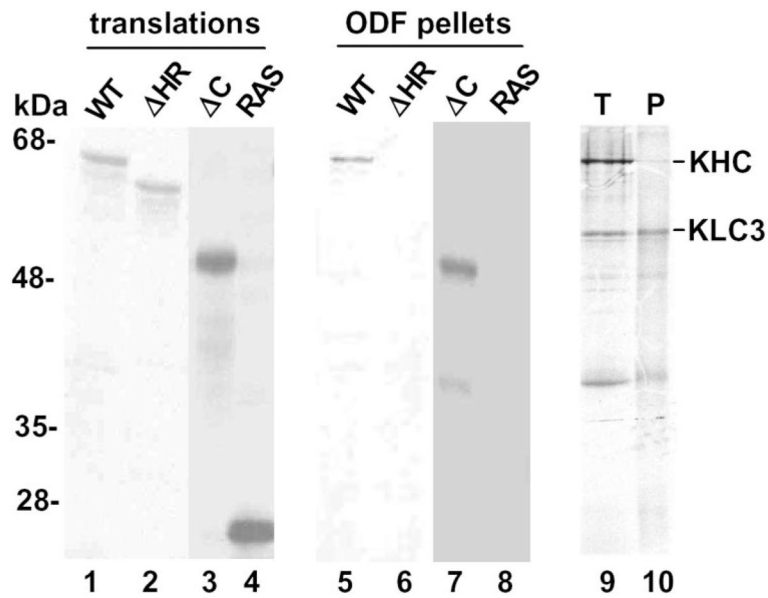 translations ODF pellets
kDa WT ΔHR ΔC RAS WT ΔHR ΔC RAS T P
68-
-KHC
-KLC3
48-
35-
28-
1 2 3 4 5 6 7 8 9 10